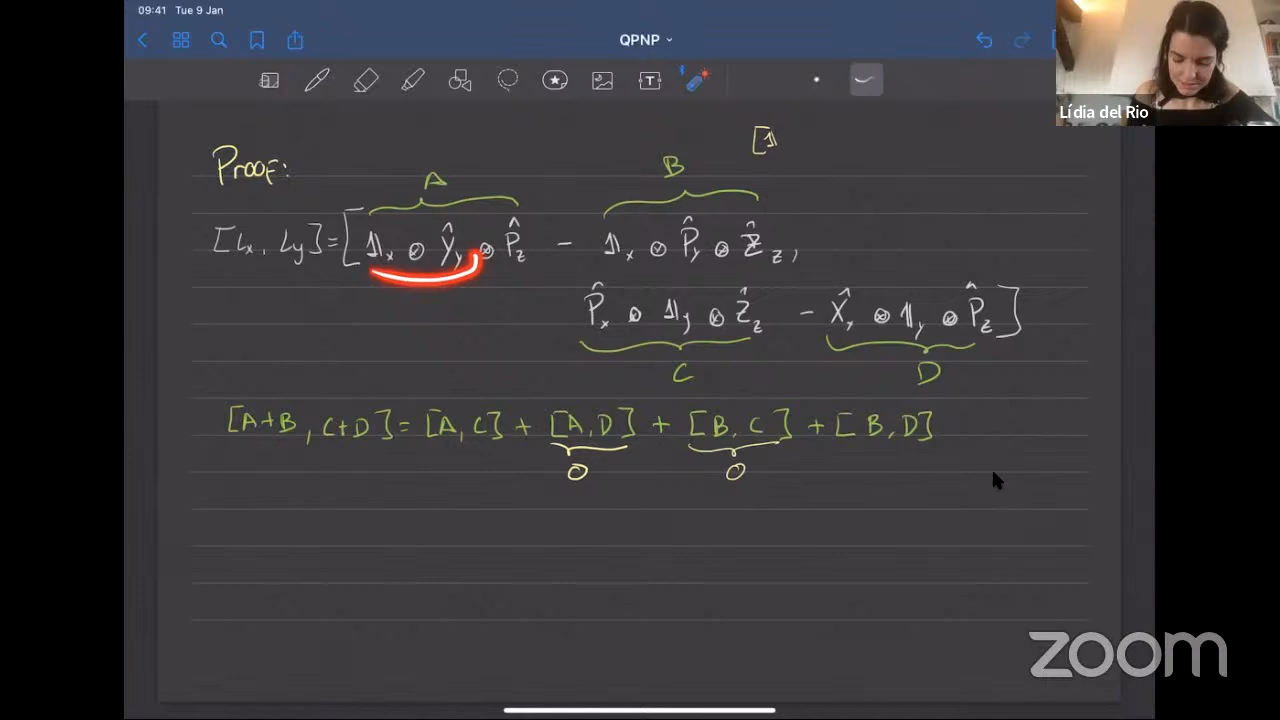 09:41 Tue 9 Jan
QPNP
Lídia del Rio
[𝟙
Proof:
A B
[Lx, Ly] = [ 𝟙x ⊗ Ŷy ⊗ P̂z − 𝟙x ⊗ P̂y ⊗ Ẑz,
P̂x ⊗ 𝟙y ⊗ Ẑz − X̂x ⊗ 𝟙y ⊗ P̂z ]
C D
[A+B, C+D] = [A,C] + [A,D] + [B,C] + [B,D]
0 0
zoom